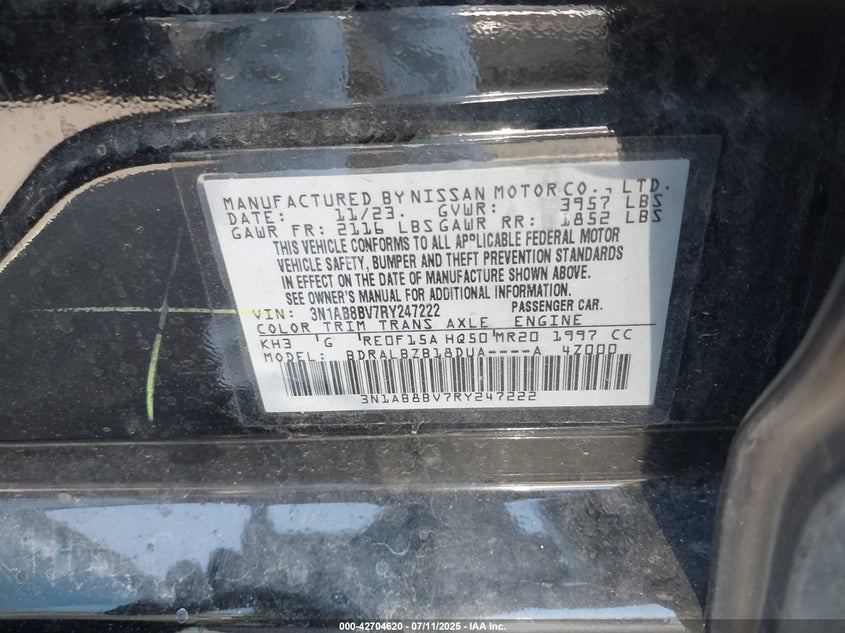 MANUFACTURED BY NISSAN MOTOR CO., LTD.
DATE: 11/23. GVWR: 3957 LBS
GAWR FR: 2116 LBS GAWR RR: 1852 LBS
THIS VEHICLE CONFORMS TO ALL APPLICABLE FEDERAL MOTOR
VEHICLE SAFETY, BUMPER AND THEFT PREVENTION STANDARDS
IN EFFECT ON THE DATE OF MANUFACTURE SHOWN ABOVE.
SEE OWNER'S MANUAL FOR ADDITIONAL INFORMATION.
VIN: 3N1AB8BV7RY247222 PASSENGER CAR.
COLOR TRIM TRANS AXLE ENGINE
KH3 G RE0F15A HQ50 MR20 1997 CC
MODEL: BDRALBZB18DUA----A 4Z000
3N1AB8BV7RY247222
000-42704620 - 07/11/2025 - IAA Inc.